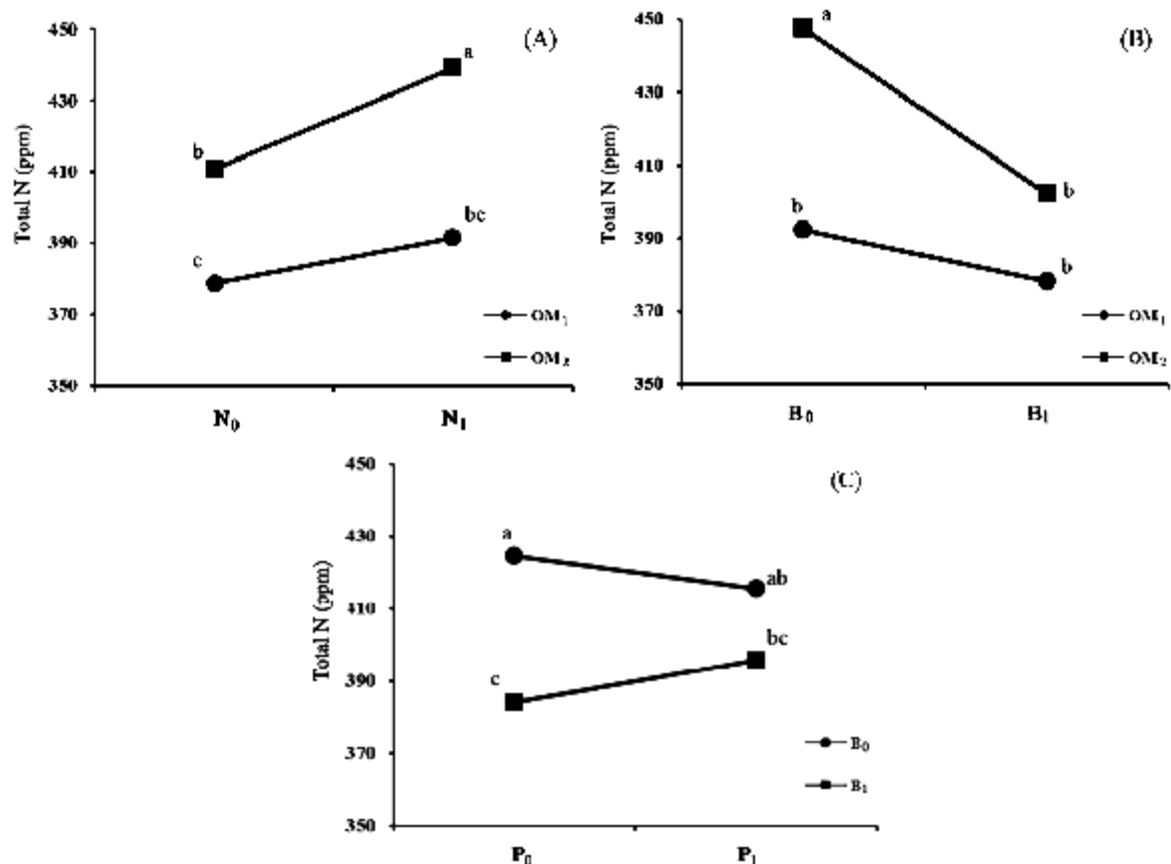 (A)
450
430
410
390
370
350
Total N (ppm)
a
b
bc
c
OM₁
OM₂
N₀ N₁
(B)
450
430
410
390
370
350
Total N (ppm)
a
b
b
b
OM₁
OM₂
B₀ B₁
(C)
450
430
410
390
370
350
Total N (ppm)
a
ab
bc
c
B₀
B₁
P₀ P₁